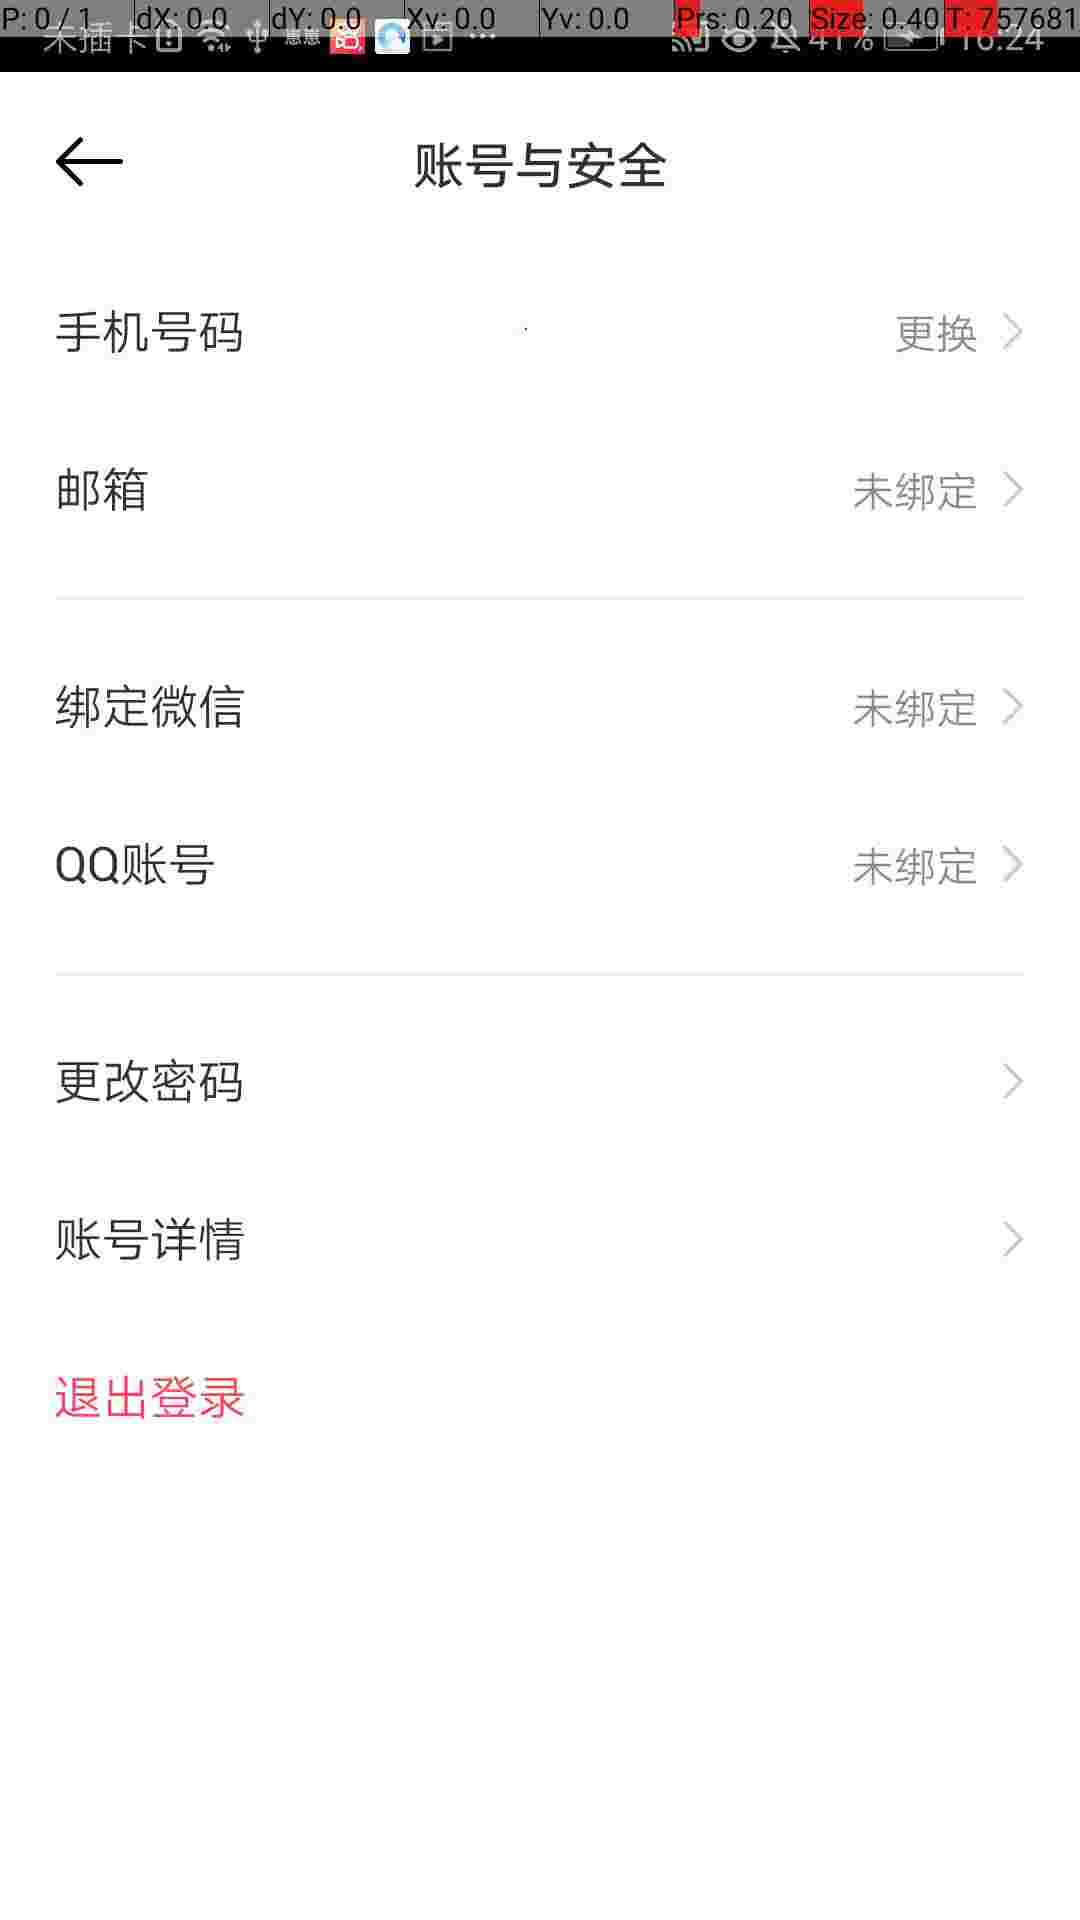 P: 0 / 1 dX: 0.0 dY: 0.0 Xv: 0.0 Yv: 0.0 Prs: 0.20 Size: 0.40 T: 757681
未插卡 惠惠 41% 16:24
账号与安全
手机号码 更换
邮箱 未绑定
绑定微信 未绑定
QQ账号 未绑定
更改密码
账号详情
退出登录